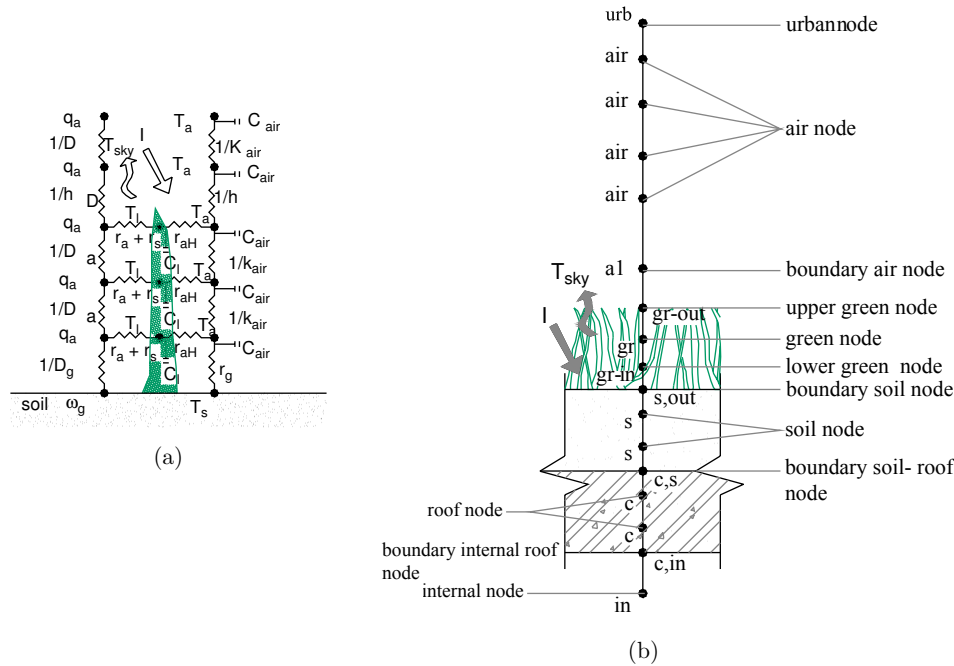 q_a T_a C_air
1/D T_sky I 1/K_air
q_a T_a C_air
1/h D 1/h
q_a T_l T_a C_air
r_a + r_s r_aH
1/D a C_l 1/k_air
q_a T_l T_a C_air
r_a + r_s r_aH
1/D a C_l 1/k_air
q_a T_l T_a C_air
r_a + r_s r_aH
1/D_g C_l r_g
soil ω_g T_s
(a)
urb urban node
air
air
air node
air
air
a1 boundary air node
T_sky
I
gr-out upper green node
gr green node
gr-in lower green node
s,out boundary soil node
s
soil node
s
c,s boundary soil- roof
node
c
roof node
c
boundary internal roof
node
c,in
internal node
in
(b)